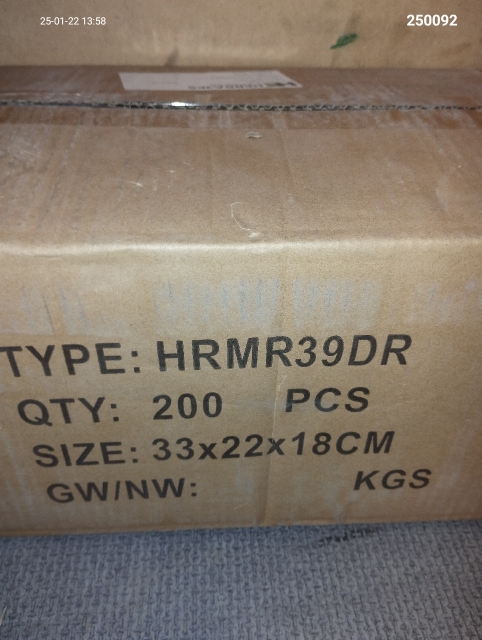 25-01-22 13:58
250092
TYPE: HRMR39DR
QTY: 200 PCS
SIZE: 33x22x18CM
GW/NW: KGS